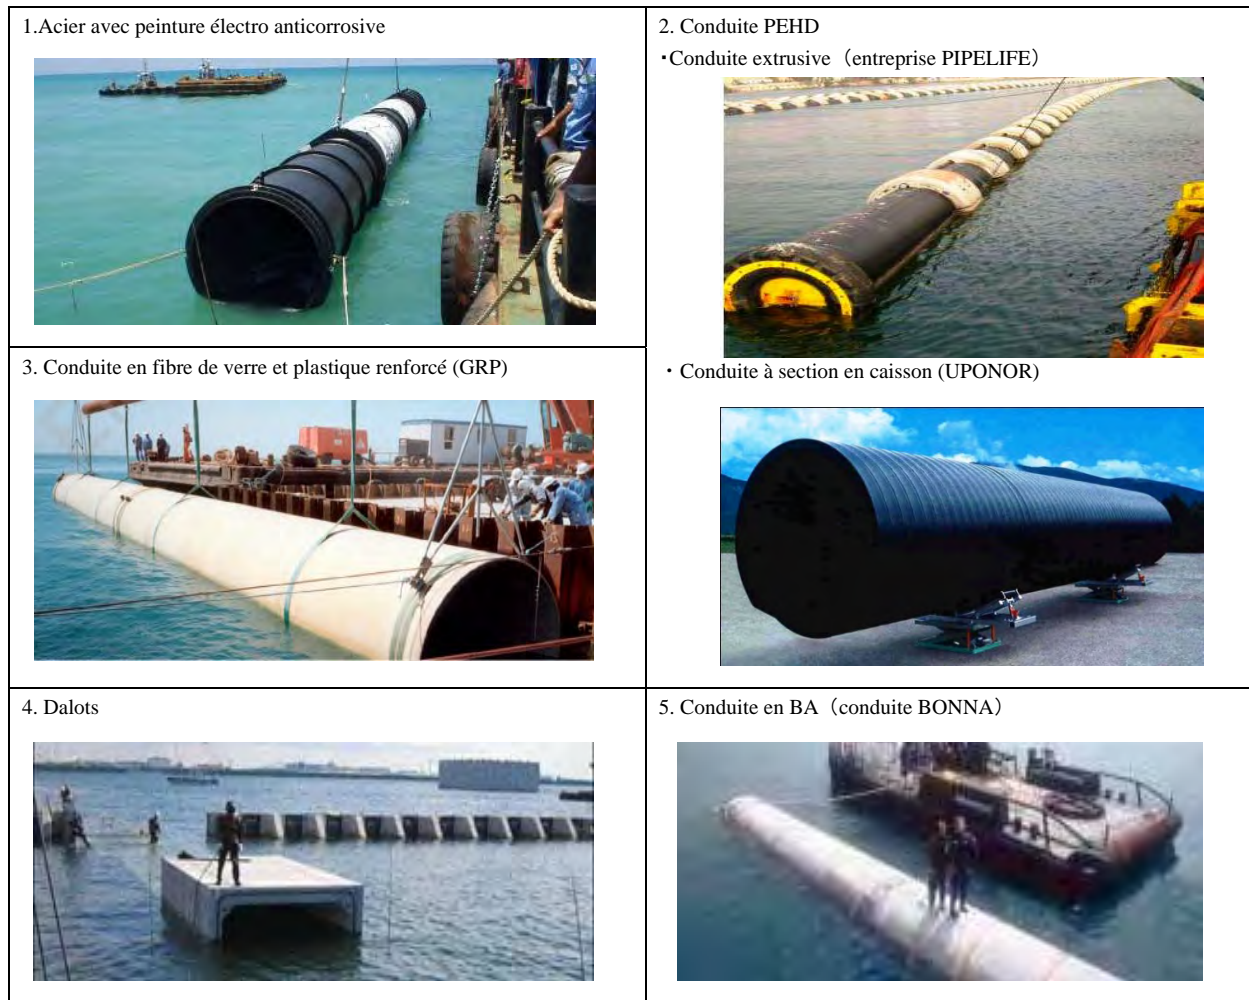 1.Acier avec peinture électro anticorrosive
2. Conduite PEHD
・Conduite extrusive（entreprise PIPELIFE）
3. Conduite en fibre de verre et plastique renforcé (GRP)
・ Conduite à section en caisson (UPONOR)
4. Dalots
5. Conduite en BA（conduite BONNA）